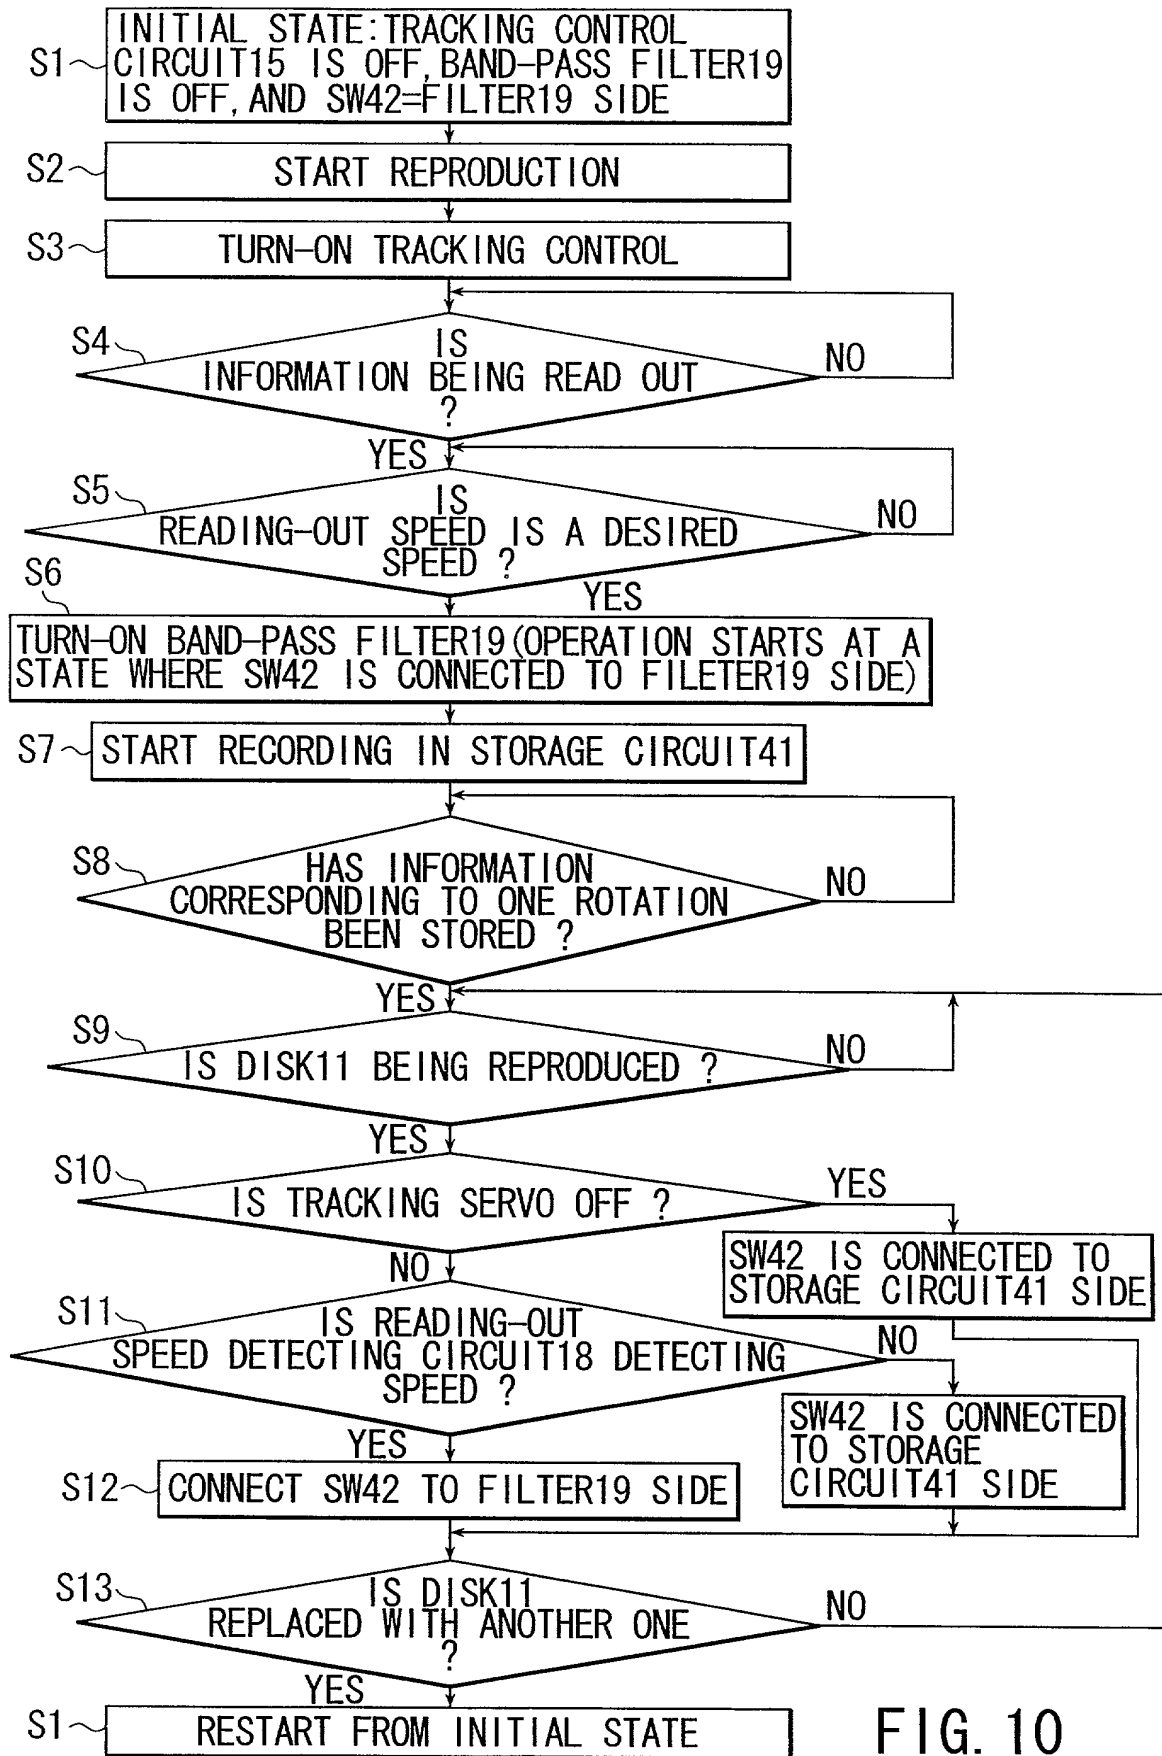 S1
INITIAL STATE:TRACKING CONTROL
CIRCUIT15 IS OFF,BAND-PASS FILTER19
IS OFF,AND SW42=FILTER19 SIDE
S2
START REPRODUCTION
S3
TURN-ON TRACKING CONTROL
S4
IS
INFORMATION BEING READ OUT
?
NO
YES
S5
IS
READING-OUT SPEED IS A DESIRED
SPEED ?
NO
YES
S6
TURN-ON BAND-PASS FILTER19(OPERATION STARTS AT A
STATE WHERE SW42 IS CONNECTED TO FILETER19 SIDE)
S7
START RECORDING IN STORAGE CIRCUIT41
S8
HAS INFORMATION
CORRESPONDING TO ONE ROTATION
BEEN STORED ?
NO
YES
S9
IS DISK11 BEING REPRODUCED ?
NO
YES
S10
IS TRACKING SERVO OFF ?
YES
NO
SW42 IS CONNECTED TO
STORAGE CIRCUIT41 SIDE
S11
IS READING-OUT
SPEED DETECTING CIRCUIT18 DETECTING
SPEED ?
NO
YES
SW42 IS CONNECTED
TO STORAGE
CIRCUIT41 SIDE
S12
CONNECT SW42 TO FILTER19 SIDE
S13
IS DISK11
REPLACED WITH ANOTHER ONE
?
NO
YES
S1
RESTART FROM INITIAL STATE
FIG. 10